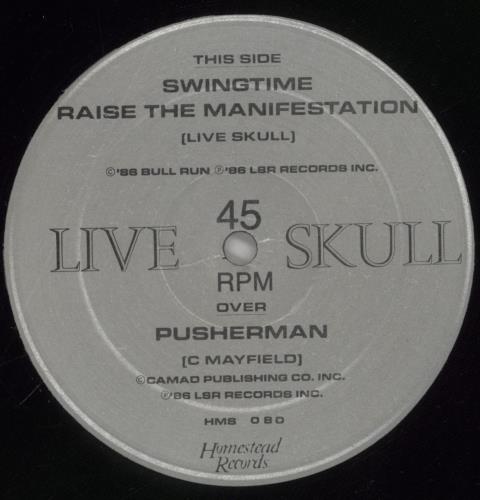 THIS SIDE
SWINGTIME
RAISE THE MANIFESTATION
[LIVE SKULL]
©'86 BULL RUN ℗'86 LSR RECORDS INC.
45
LIVE SKULL
RPM
OVER
PUSHERMAN
[C MAYFIELD]
©CAMAD PUBLISHING CO. INC.
℗'86 LSR RECORDS INC.
HMS 080
Homestead
Records